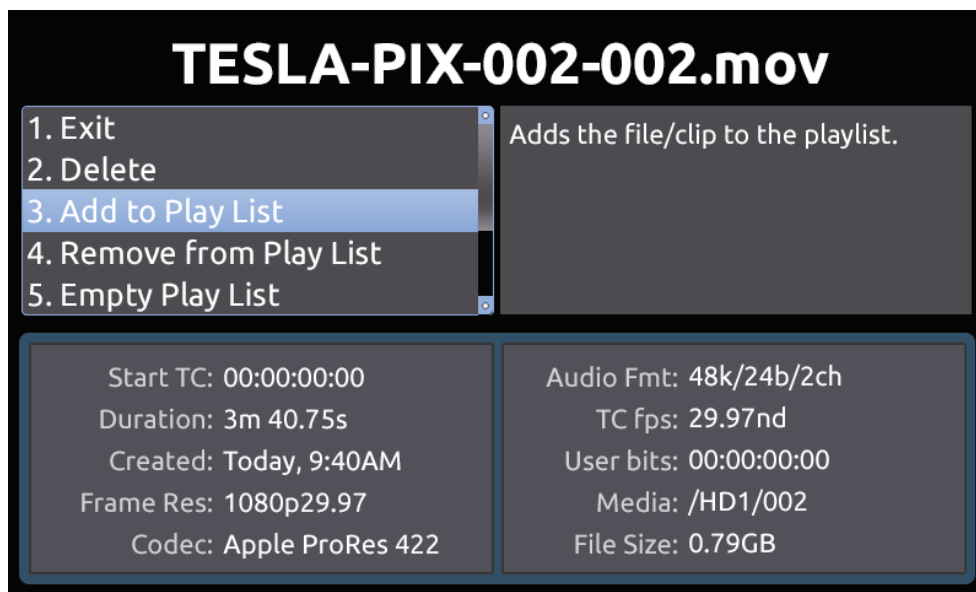 TESLA-PIX-002-002.mov
1. Exit
2. Delete
3. Add to Play List
4. Remove from Play List
5. Empty Play List
Adds the file/clip to the playlist.
Start TC: 00:00:00:00
Duration: 3m 40.75s
Created: Today, 9:40AM
Frame Res: 1080p29.97
Codec: Apple ProRes 422
Audio Fmt: 48k/24b/2ch
TC fps: 29.97nd
User bits: 00:00:00:00
Media: /HD1/002
File Size: 0.79GB